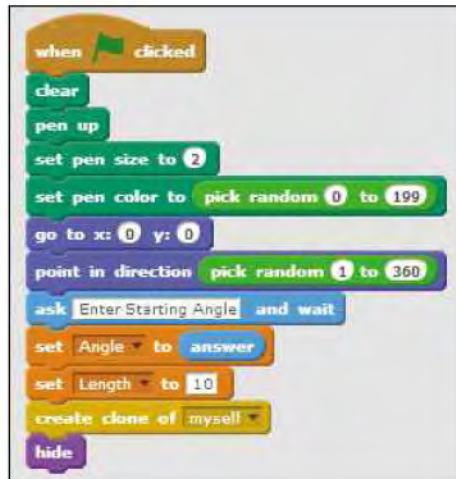 when clicked
clear
pen up
set pen size to 2
set pen color to pick random 0 to 199
go to x: 0 y: 0
point in direction pick random 1 to 360
ask Enter Starting Angle and wait
set Angle to answer
set Length to 10
create clone of myself
hide